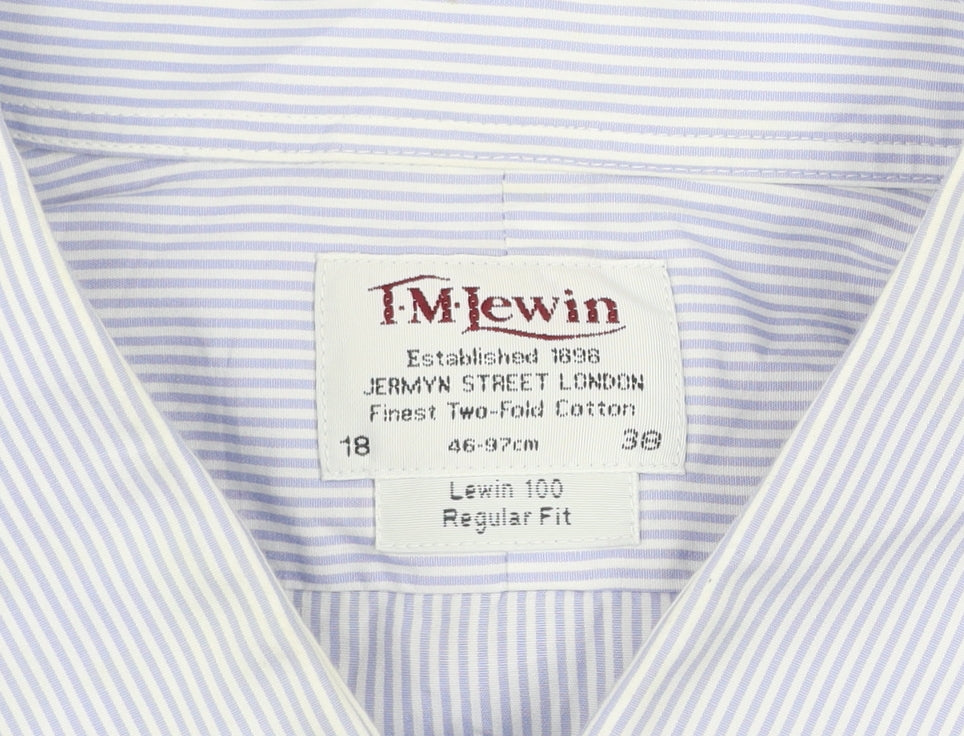 T·M·Lewin
Established 1898
JERMYN STREET LONDON
Finest Two-Fold Cotton
18 46-97cm 38
Lewin 100
Regular Fit